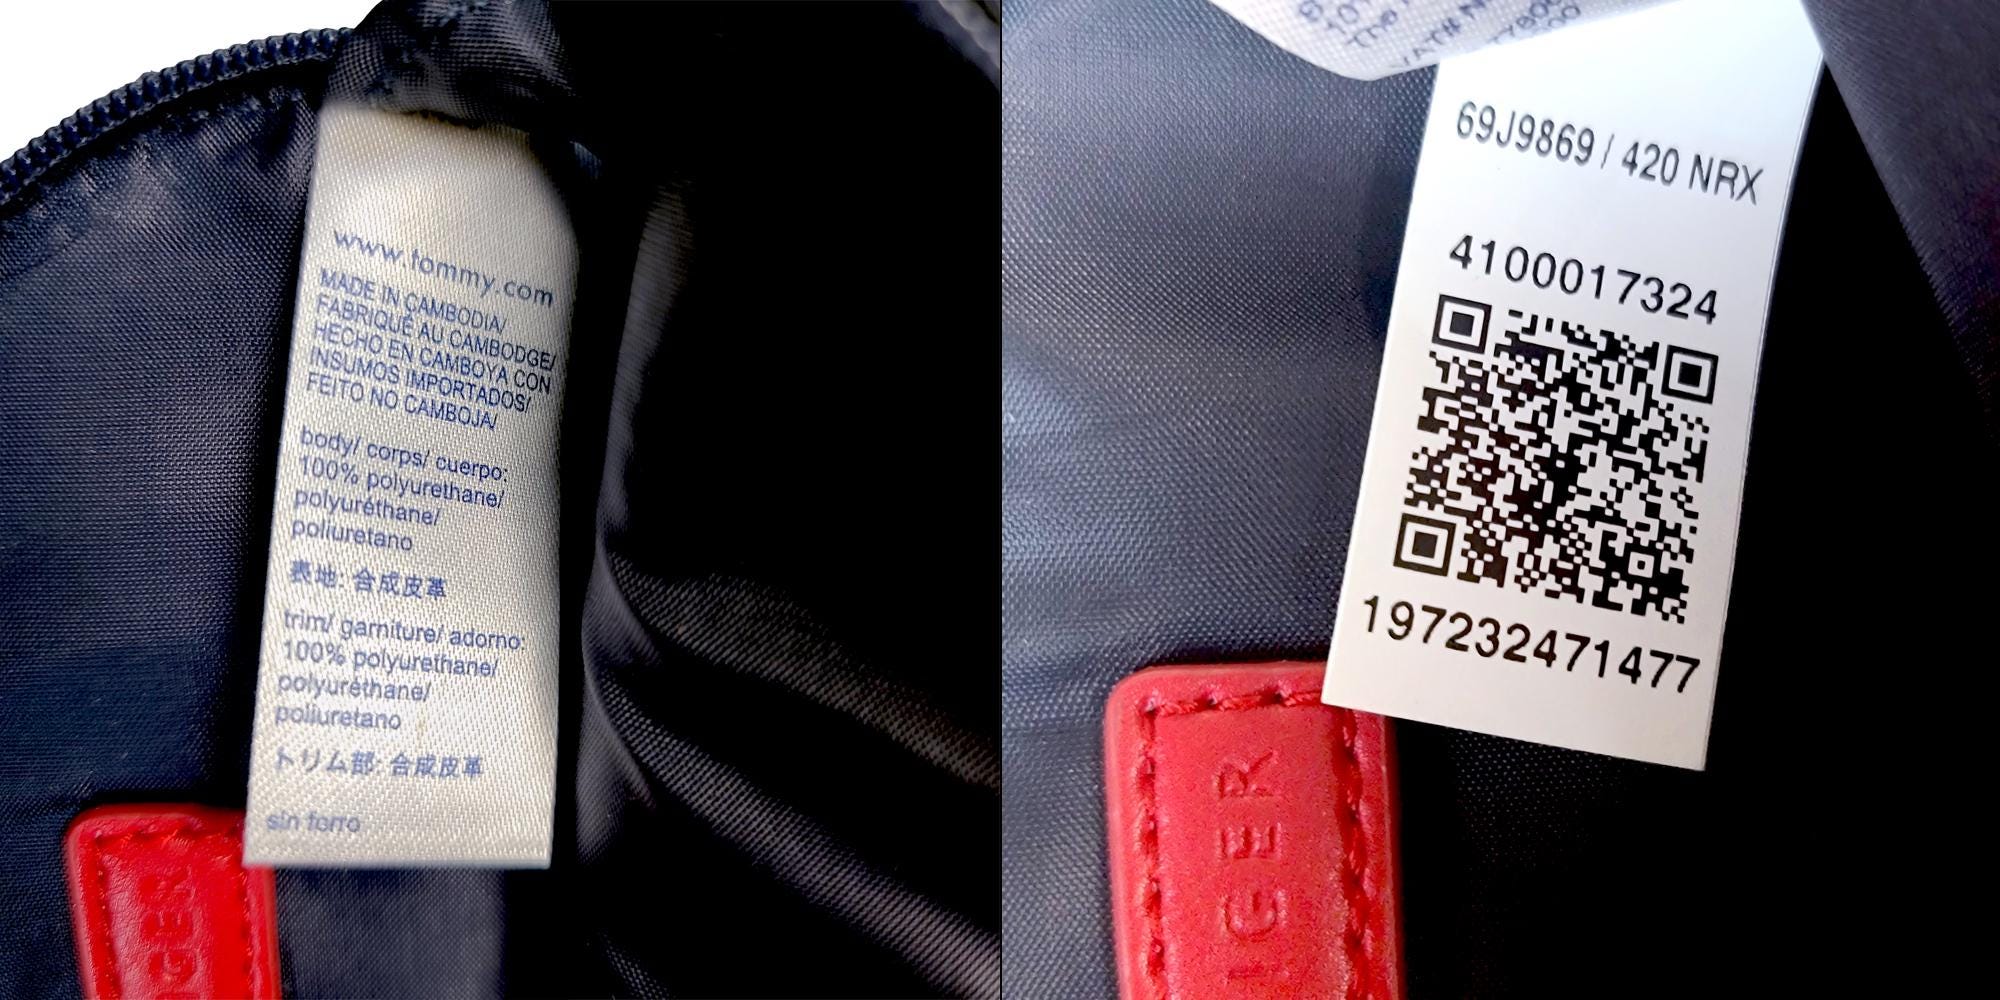 www.tommy.com
MADE IN CAMBODIA/
FABRIQUÉ AU CAMBODGE/
HECHO EN CAMBOYA CON
INSUMOS IMPORTADOS/
FEITO NO CAMBOJA/
body/ corps/ cuerpo:
100% polyurethane/
polyuréthane/
poliuretano
表地: 合成皮革
trim/ garniture/ adorno:
100% polyurethane/
polyuréthane/
poliuretano
トリム部: 合成皮革
sin forro
GER
69J9869 / 420 NRX
4100017324
197232471477
IGER